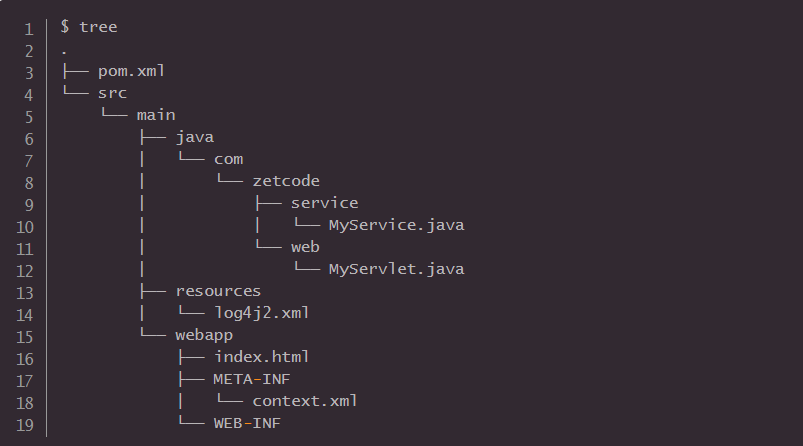 1 $ tree
2 .
3 ├── pom.xml
4 └── src
5     └── main
6         ├── java
7         │   └── com
8         │       └── zetcode
9         │           ├── service
10         │           │   └── MyService.java
11         │           └── web
12         │               └── MyServlet.java
13         ├── resources
14         │   └── log4j2.xml
15         └── webapp
16             ├── index.html
17             ├── META-INF
18             │   └── context.xml
19             └── WEB-INF